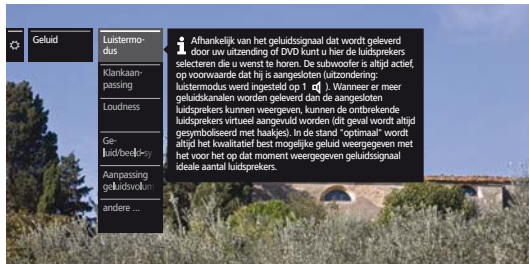 Geluid
Luistermo-
dus
Klankaan-
passing
Loudness
Ge-
luid/beeld-sy
Aanpassing
geluidsvolum
andere ...
Afhankelijk van het geluidssignaal dat wordt geleverd
door uw uitzending of DVD kunt u hier de luidsprekers
selecteren die u wenst te horen. De subwoofer is altijd actief,
op voorwaarde dat hij is aangesloten (uitzondering:
luistermodus werd ingesteld op 1 ). Wanneer er meer
geluidskanalen worden geleverd dan de aangesloten
luidsprekers kunnen weergeven, kunnen de ontbrekende
luidsprekers virtueel aangevuld worden (dit geval wordt altijd
gesymboliseerd met haakjes). In de stand "optimaal" wordt
altijd het kwalitatief best mogelijke geluid weergegeven met
het voor het op dat moment weergegeven geluidssignaal
ideale aantal luidsprekers.